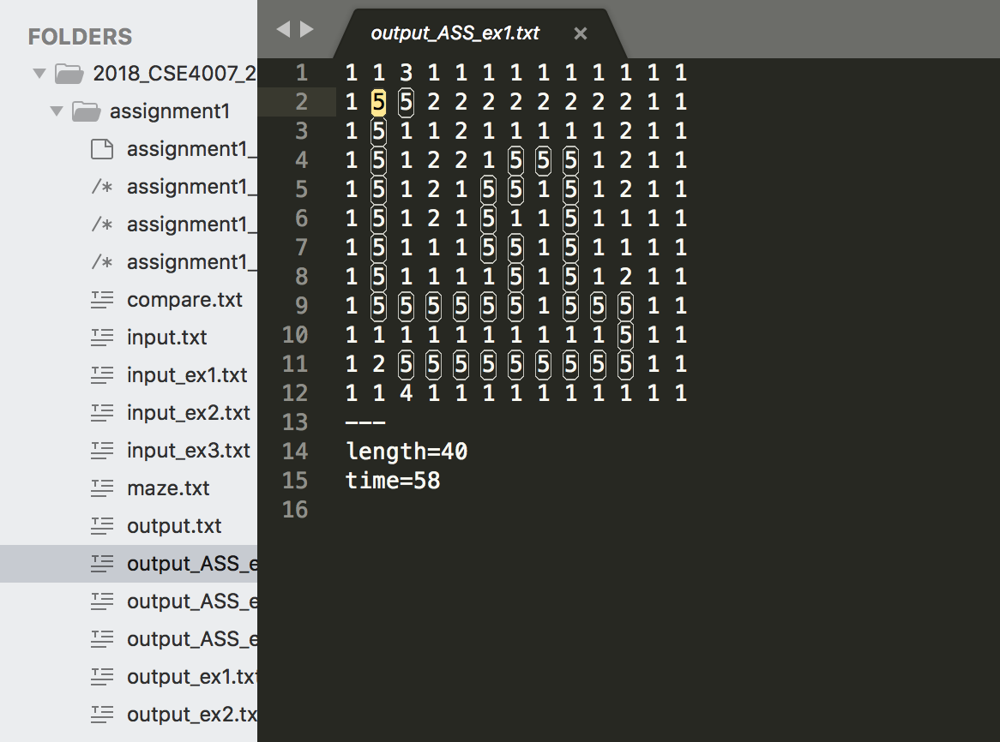 FOLDERS
2018_CSE4007_2
assignment1
assignment1_
assignment1_
assignment1_
assignment1_
compare.txt
input.txt
input_ex1.txt
input_ex2.txt
input_ex3.txt
maze.txt
output.txt
output_ASS_e
output_ASS_e
output_ASS_e
output_ex1.txt
output_ex2.tx
output_ASS_ex1.txt ×
1 1 1 3 1 1 1 1 1 1 1 1 1 1
2 1 5 5 2 2 2 2 2 2 2 2 1 1
3 1 5 1 1 2 1 1 1 1 1 2 1 1
4 1 5 1 2 2 1 5 5 5 1 2 1 1
5 1 5 1 2 1 5 5 1 5 1 2 1 1
6 1 5 1 2 1 5 1 1 5 1 1 1 1
7 1 5 1 1 1 5 5 1 5 1 1 1 1
8 1 5 1 1 1 1 5 1 5 1 2 1 1
9 1 5 5 5 5 5 5 1 5 5 5 1 1
10 1 1 1 1 1 1 1 1 1 1 5 1 1
11 1 2 5 5 5 5 5 5 5 5 5 1 1
12 1 1 4 1 1 1 1 1 1 1 1 1 1
13 ---
14 length=40
15 time=58
16